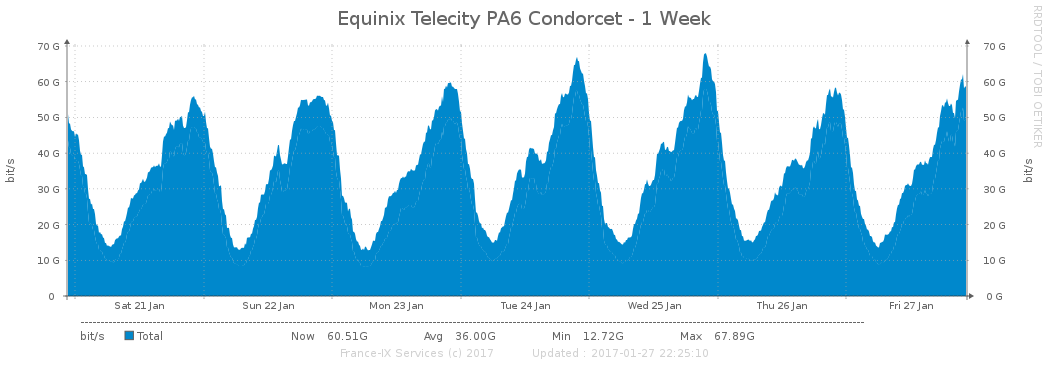 Equinix Telecity PA6 Condorcet - 1 Week
RRDTOOL / TOBI OETIKER
bit/s
bit/s
70 G 70 G
60 G 60 G
50 G 50 G
40 G 40 G
30 G 30 G
20 G 20 G
10 G 10 G
0 0 G
Sat 21 Jan Sun 22 Jan Mon 23 Jan Tue 24 Jan Wed 25 Jan Thu 26 Jan Fri 27 Jan
bit/s Total Now 60.51G Avg 36.00G Min 12.72G Max 67.89G
France-IX Services (c) 2017 Updated : 2017-01-27 22:25:10